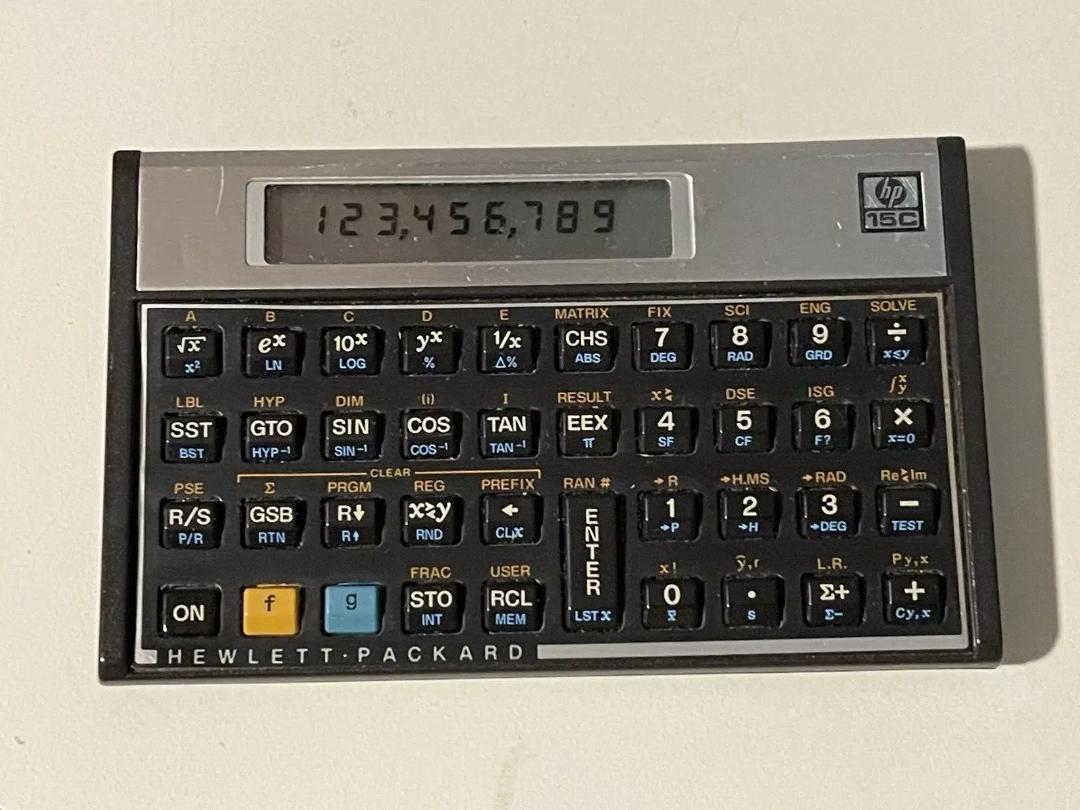 123,456,789
hp
15C
A B C D E MATRIX FIX SCI ENG SOLVE
√x eˣ 10ˣ yˣ 1/x CHS 7 8 9 ÷
x² LN LOG % Δ% ABS DEG RAD GRD x≤y
LBL HYP DIM (i) I RESULT x≷ DSE ISG ∫xy
SST GTO SIN COS TAN EEX 4 5 6 ×
BST HYP⁻¹ SIN⁻¹ COS⁻¹ TAN⁻¹ π SF CF F? x=0
CLEAR
PSE Σ PRGM REG PREFIX RAN # →R →H.MS →RAD Re≷Im
R/S GSB R↓ x≷y ← ENTER 1 2 3 −
P/R RTN R↑ RND CLx →P →H →DEG TEST
FRAC USER x! ŷ,r L.R. Py,x
ON f g STO RCL 0 · Σ+ +
INT MEM LSTx x̄ s Σ− Cy,x
HEWLETT·PACKARD